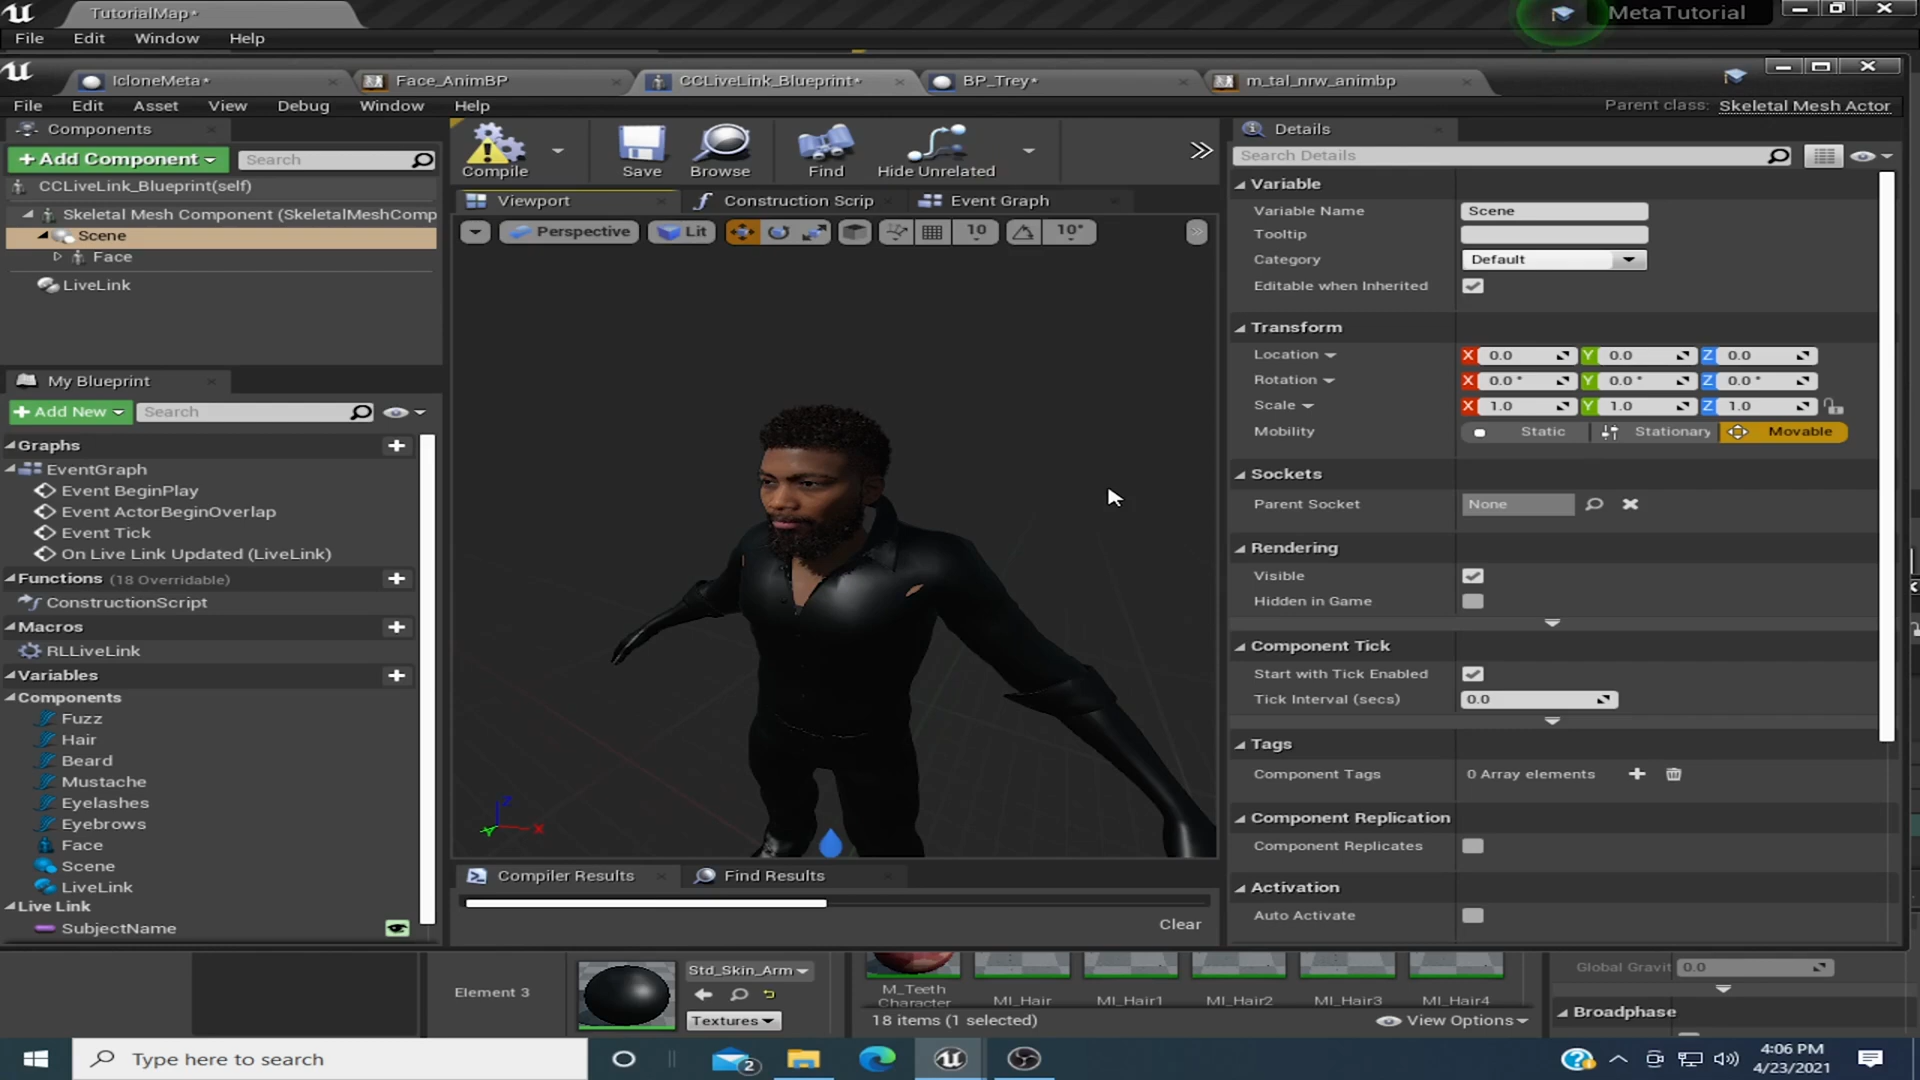 TutorialMap*
MetaTutorial
File Edit Window Help
IcloneMeta* Face_AnimBP CCLiveLink_Blueprint* BP_Trey* m_tal_nrw_animbp
File Edit Asset View Debug Window Help
Parent class: Skeletal Mesh Actor
Components
+Add Component Search
CCLiveLink_Blueprint(self)
Skeletal Mesh Component (SkeletalMeshComp
Scene
Face
LiveLink
My Blueprint
+Add New Search
Graphs
EventGraph
Event BeginPlay
Event ActorBeginOverlap
Event Tick
On Live Link Updated (LiveLink)
Functions (18 Overridable)
ConstructionScript
Macros
RLLiveLink
Variables
Components
Fuzz
Hair
Beard
Mustache
Eyelashes
Eyebrows
Face
Scene
LiveLink
Live Link
SubjectName
Compile Save Browse Find Hide Unrelated
Viewport Construction Scrip Event Graph
Perspective Lit 10 10°
Z
Y X
Compiler Results Find Results
Clear
Details
Search Details
Variable
Variable Name Scene
Tooltip
Category Default
Editable when Inherited
Transform
Location X 0.0 Y 0.0 Z 0.0
Rotation X 0.0 ° Y 0.0 ° Z 0.0 °
Scale X 1.0 Y 1.0 Z 1.0
Mobility Static Stationary Movable
Sockets
Parent Socket None
Rendering
Visible
Hidden in Game
Component Tick
Start with Tick Enabled
Tick Interval (secs) 0.0
Tags
Component Tags 0 Array elements
Component Replication
Component Replicates
Activation
Auto Activate
Element 3
Std_Skin_Arm
Textures
M_Teeth
Character
MI_Hair MI_Hair1 MI_Hair2 MI_Hair3 MI_Hair4
18 items (1 selected)
View Options
Global Gravit 0.0
Broadphase
Type here to search
2
4:06 PM
4/23/2021